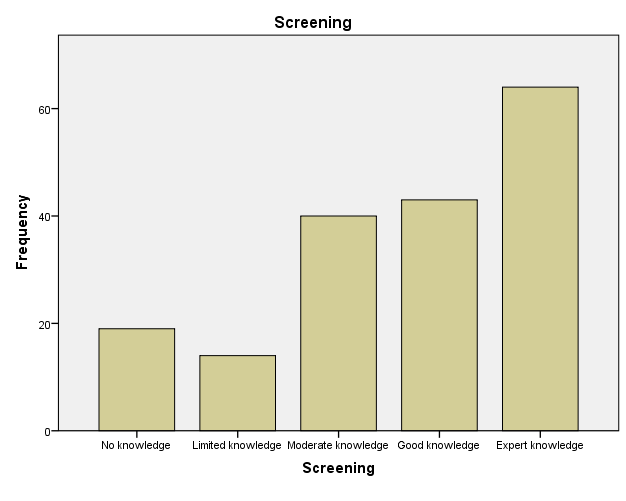 Screening
Frequency
60
40
20
0
No knowledge Limited knowledge Moderate knowledge Good knowledge Expert knowledge
Screening